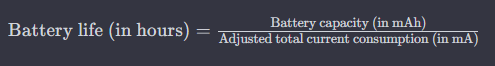 Battery life (in hours) = Battery capacity (in mAh)
Adjusted total current consumption (in mA)